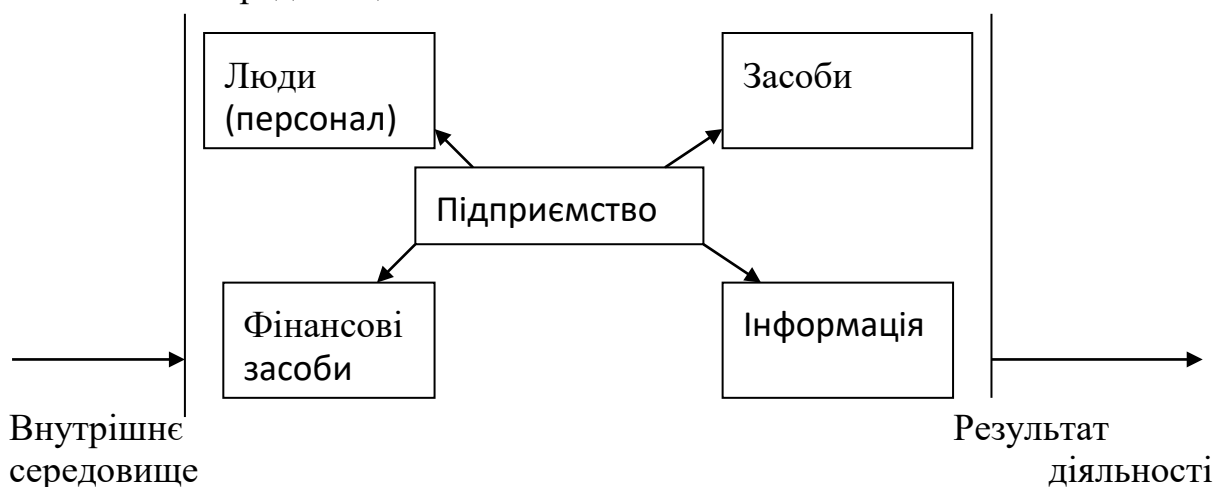 Люди
(персонал)
Засоби
Підприємство
Фінансові
засоби
Інформація
Внутрішнє
середовище
Результат
діяльності